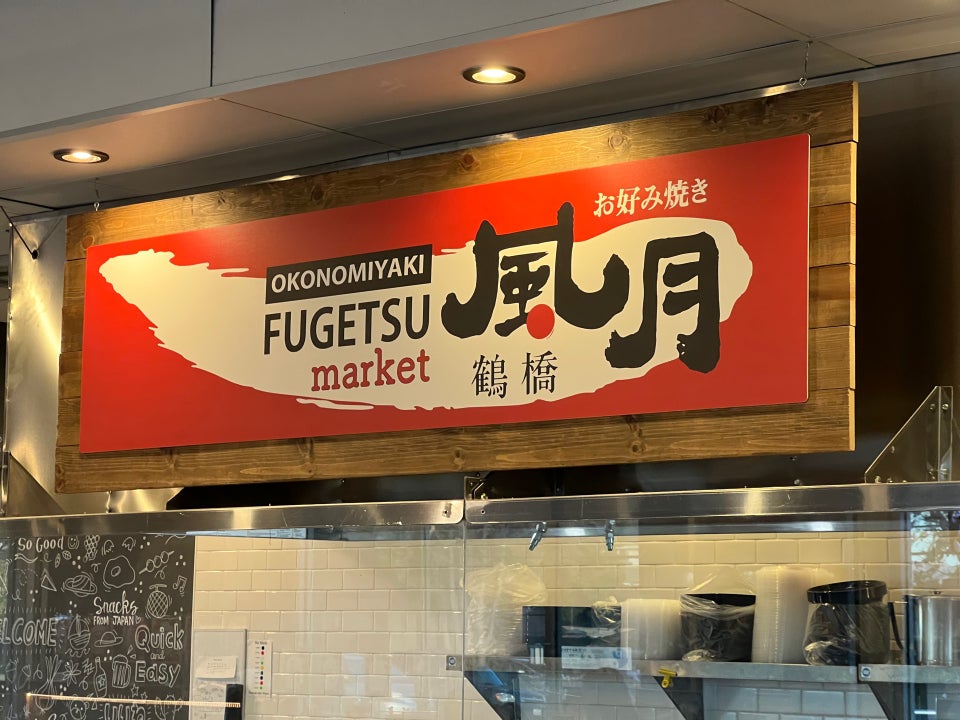 お好み焼き
OKONOMIYAKI
FUGETSU
market
風月
鶴橋
So Good
Snacks
FROM JAPAN
ELCOME
Quick
and
Easy